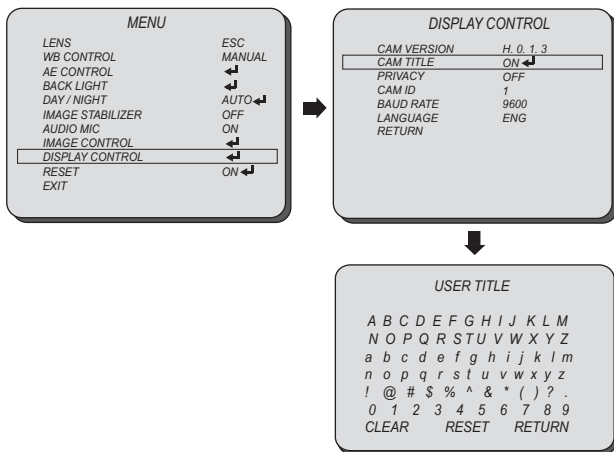 MENU
LENS ESC
WB CONTROL MANUAL
AE CONTROL ↵
BACK LIGHT ↵
DAY / NIGHT AUTO↵
IMAGE STABILIZER OFF
AUDIO MIC ON
IMAGE CONTROL ↵
DISPLAY CONTROL ↵
RESET ON↵
EXIT
DISPLAY CONTROL
CAM VERSION H. 0. 1. 3
CAM TITLE ON↵
PRIVACY OFF
CAM ID 1
BAUD RATE 9600
LANGUAGE ENG
RETURN
USER TITLE
A B C D E F G H I J K L M
N O P Q R S T U V W X Y Z
a b c d e f g h i j k l m
n o p q r s t u v w x y z
! @ # $ % ^ & * ( ) ? .
0 1 2 3 4 5 6 7 8 9
CLEAR RESET RETURN